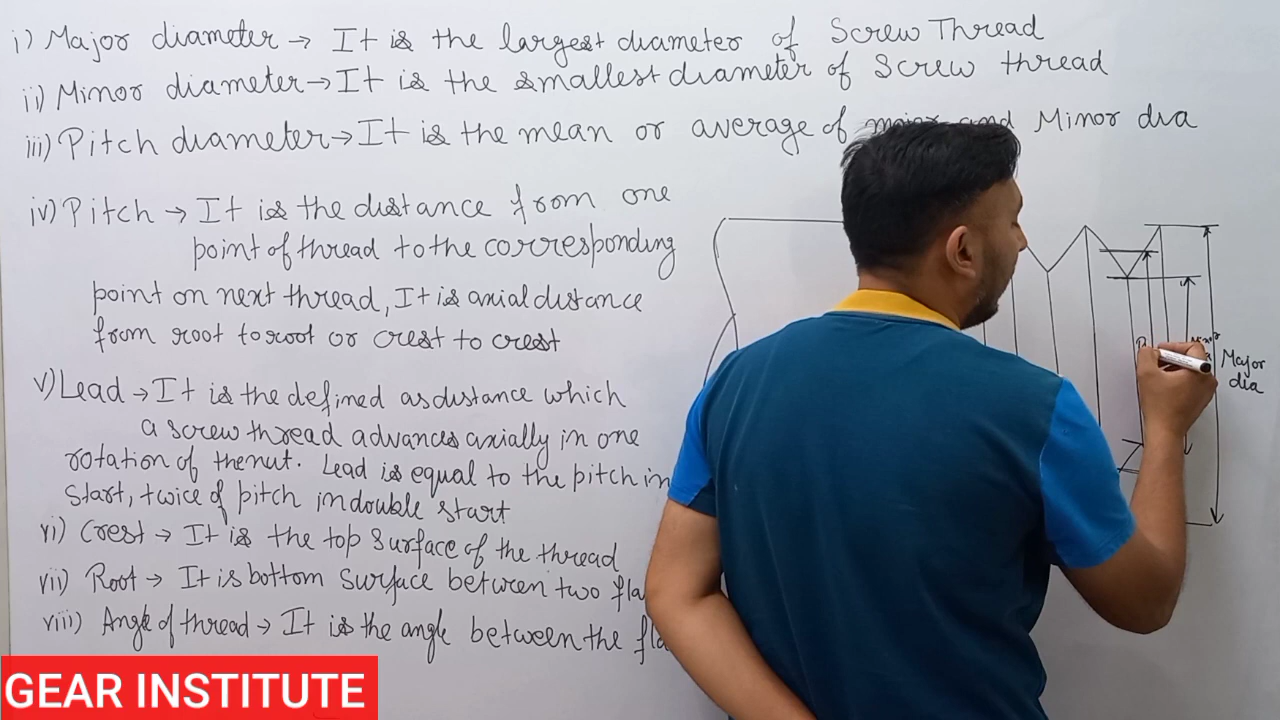 i) Major diameter → It is the largest diameter of Screw Thread
ii) Minor diameter → It is the smallest diameter of Screw thread
iii) Pitch diameter → It is the mean or average of major and Minor dia
iv) Pitch → It is the distance from one
point of thread to the corresponding
point on next thread, It is axial distance
from root to root or crest to crest
v) Lead → It is the defined as distance which
a screw thread advances axially in one
rotation of the nut. Lead is equal to the pitch in
start, twice of pitch in double start
vi) Crest → It is the top surface of the thread
vii) Root → It is bottom surface between two
viii) Angle of thread → It is the angle between the
Minor
Major
dia
GEAR INSTITUTE